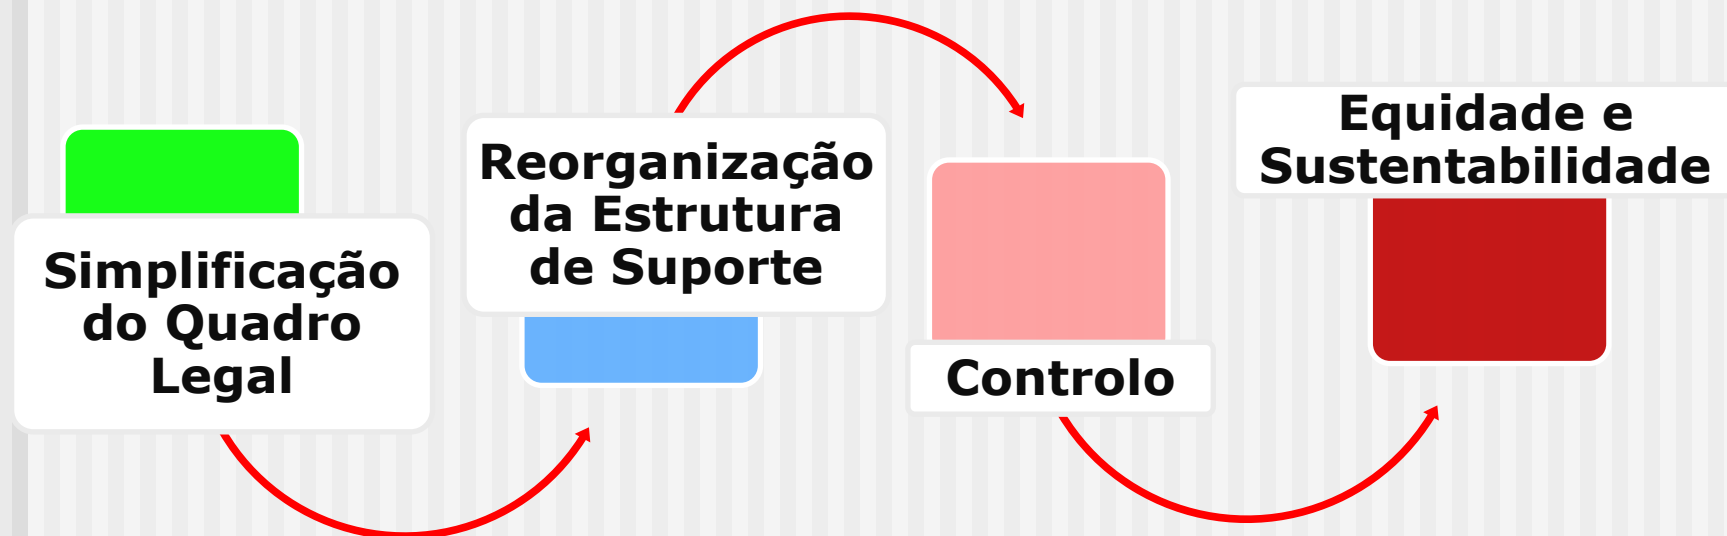 Simplificação
do Quadro
Legal
Reorganização
da Estrutura
de Suporte
Controlo
Equidade e
Sustentabilidade